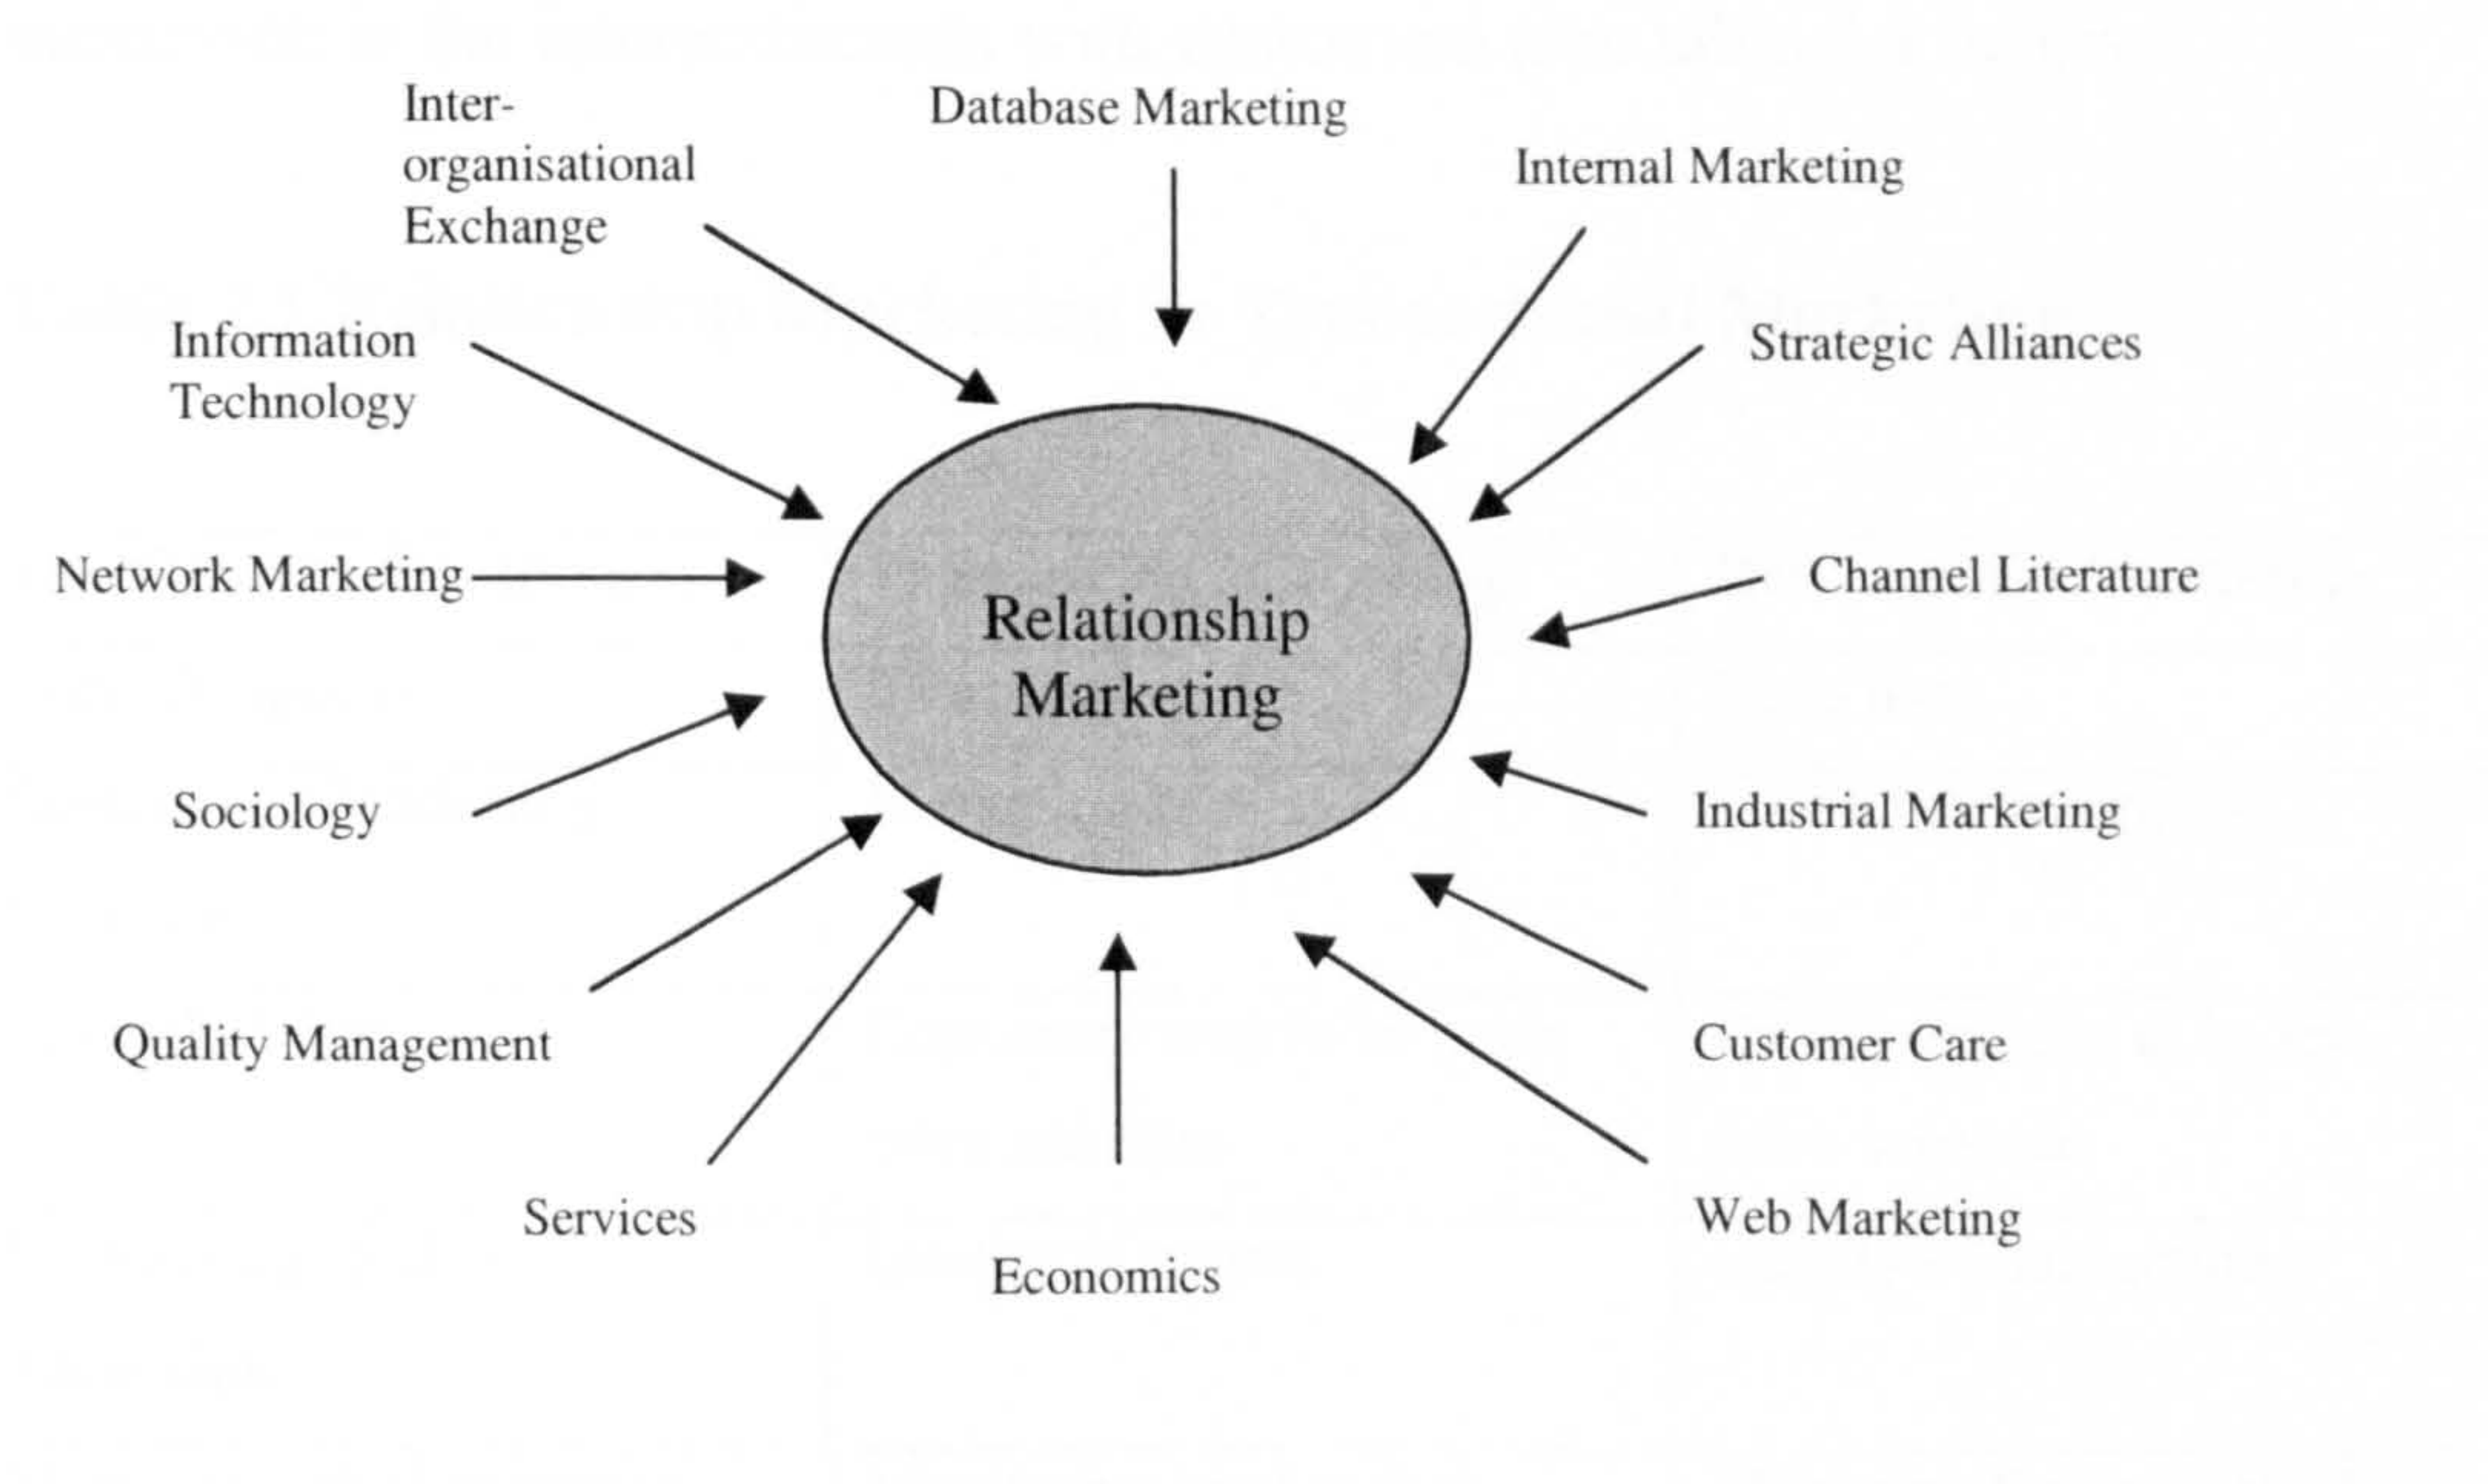 Inter-
organisational
Exchange
Database Marketing
Internal Marketing
Information
Technology
Strategic Alliances
Network Marketing
Channel Literature
Relationship
Marketing
Sociology
Industrial Marketing
Quality Management
Customer Care
Services
Web Marketing
Economics